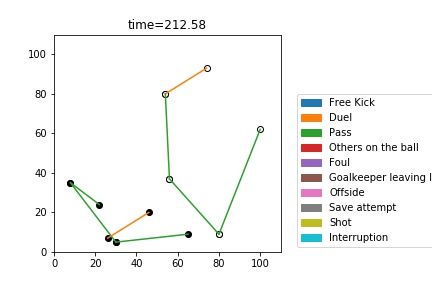 time=212.58
100
80
60
40
20
0
0 20 40 60 80 100
Free Kick
Duel
Pass
Others on the ball
Foul
Goalkeeper leaving l
Offside
Save attempt
Shot
Interruption